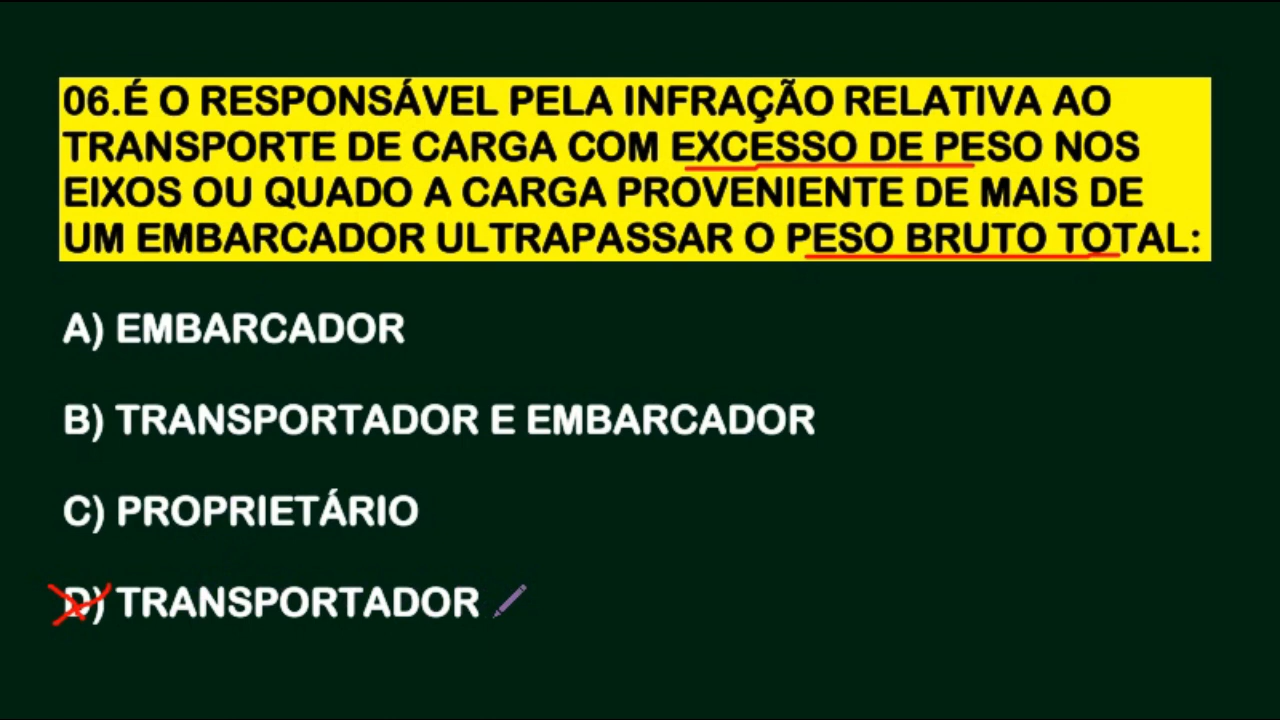 06.É O RESPONSÁVEL PELA INFRAÇÃO RELATIVA AO
TRANSPORTE DE CARGA COM EXCESSO DE PESO NOS
EIXOS OU QUADO A CARGA PROVENIENTE DE MAIS DE
UM EMBARCADOR ULTRAPASSAR O PESO BRUTO TOTAL:
A) EMBARCADOR
B) TRANSPORTADOR E EMBARCADOR
C) PROPRIETÁRIO
D) TRANSPORTADOR